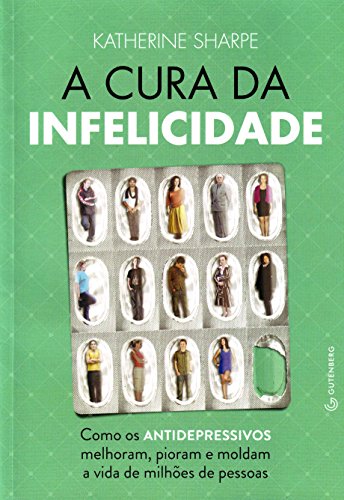 KATHERINE SHARPE
A CURA DA
INFELICIDADE
GUTENBERG
Como os ANTIDEPRESSIVOS
melhoram, pioram e moldam
a vida de milhões de pessoas